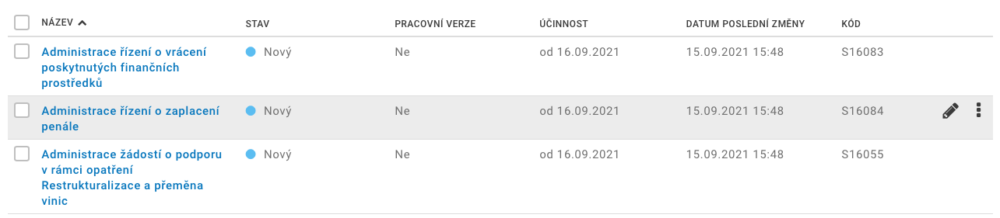 NÁZEV STAV PRACOVNÍ VERZE ÚČINNOST DATUM POSLEDNÍ ZMĚNY KÓD
Administrace řízení o vrácení Nový Ne od 16.09.2021 15.09.2021 15:48 S16083
poskytnutých finančních
prostředků
Administrace řízení o zaplacení Nový Ne od 16.09.2021 15.09.2021 15:48 S16084
penále
Administrace žádostí o podporu Nový Ne od 16.09.2021 15.09.2021 15:48 S16055
v rámci opatření
Restrukturalizace a přeměna
vinic